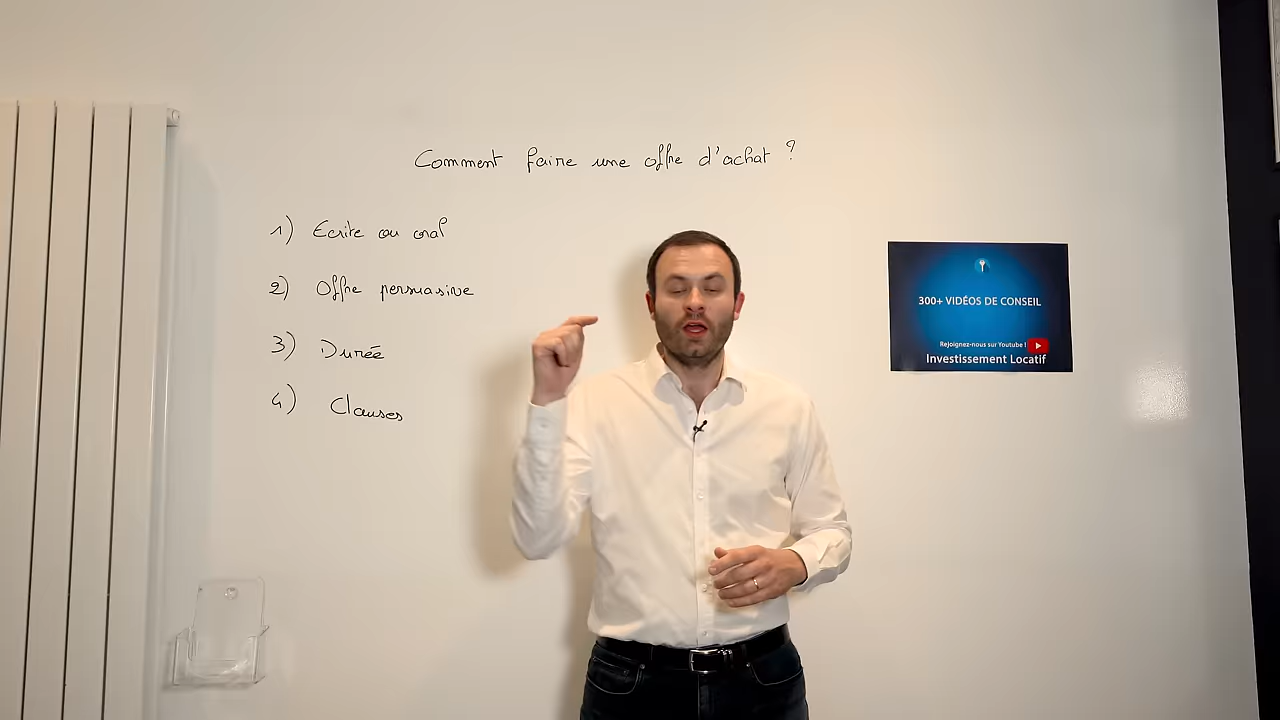 Comment faire une offre d'achat ?
1) Ecrite ou oral
2) Offre persuasive
3) Durée
4) Clauses
300+ VIDÉOS DE CONSEIL
Rejoignez-nous sur Youtube !
Investissement Locatif